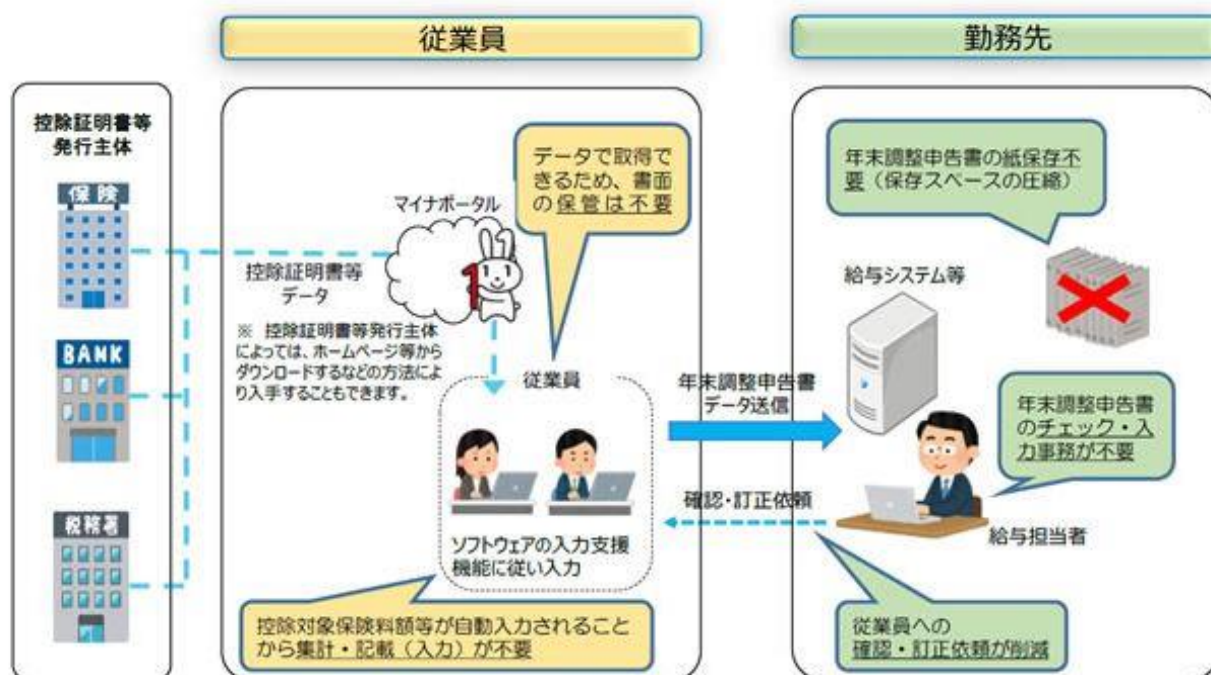 従業員
勤務先
控除証明書等
発行主体
保険
BANK
税務署
マイナポータル
控除証明書等
データ
※ 控除証明書等発行主体
によっては、ホームページ等から
ダウンロードするなどの方法によ
り入手することもできます。
データで取得で
きるため、書面
の保管は不要
従業員
ソフトウェアの入力支援
機能に従い入力
控除対象保険料額等が自動入力されること
から集計・記載（入力）が不要
年末調整申告書
データ送信
確認・訂正依頼
年末調整申告書の紙保存不
要（保存スペースの圧縮）
給与システム等
年末調整申告書
のチェック・入
力事務が不要
給与担当者
従業員への
確認・訂正依頼が削減